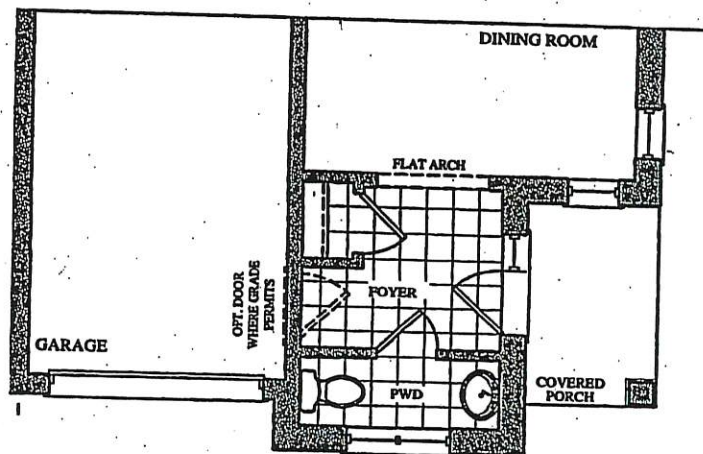 DINING ROOM
FLAT ARCH
OPT. DOOR
WHERE GRADE
PERMITS
FOYER
GARAGE
PWD
COVERED
PORCH